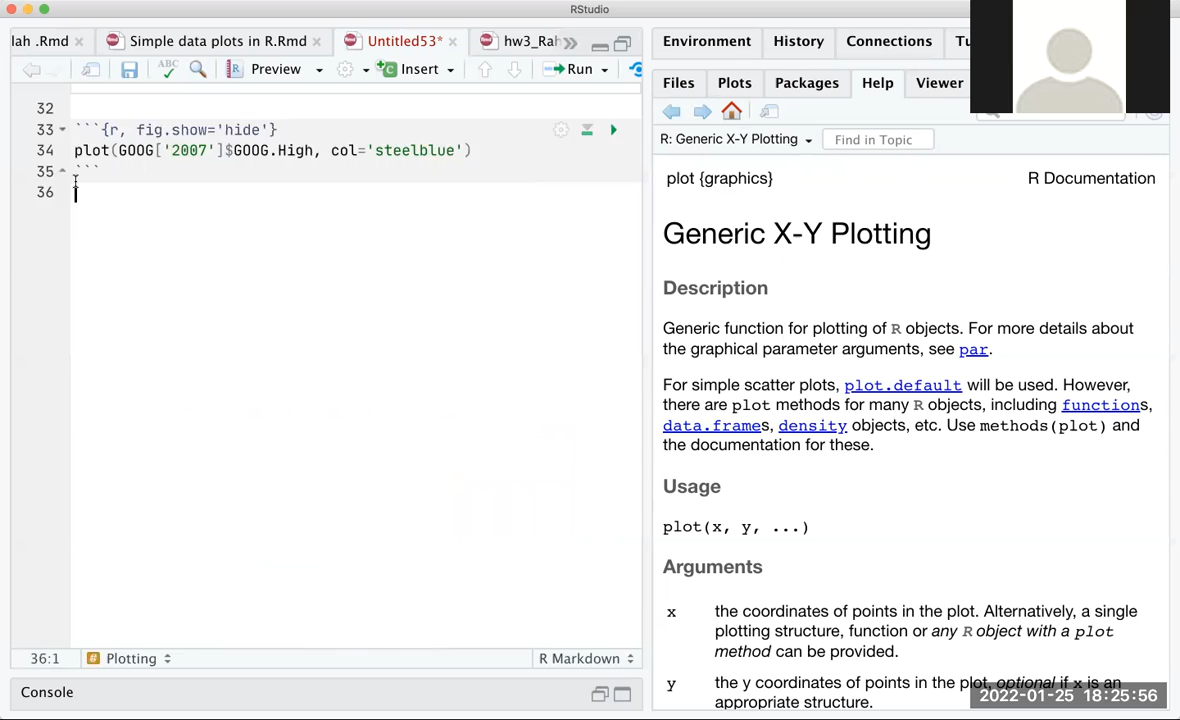 RStudio
lah .Rmd
Simple data plots in R.Rmd
Untitled53*
hw3_Rah
Environment
History
Connections
Tu
Files
Plots
Packages
Help
Viewer
ABC
Preview
Insert
Run
R: Generic X-Y Plotting
Find in Topic
32
33 ```{r, fig.show='hide'}
34 plot(GOOG['2007']$GOOG.High, col='steelblue')
35 ```
36
plot {graphics}
R Documentation
Generic X-Y Plotting
Description
Generic function for plotting of R objects. For more details about
the graphical parameter arguments, see par.
For simple scatter plots, plot.default will be used. However,
there are plot methods for many R objects, including functions,
data.frames, density objects, etc. Use methods(plot) and
the documentation for these.
Usage
plot(x, y, ...)
Arguments
x the coordinates of points in the plot. Alternatively, a single
plotting structure, function or any R object with a plot
method can be provided.
y the y coordinates of points in the plot, optional if x is an
appropriate structure.
36:1
Plotting
R Markdown
Console
2022-01-25 18:25:56